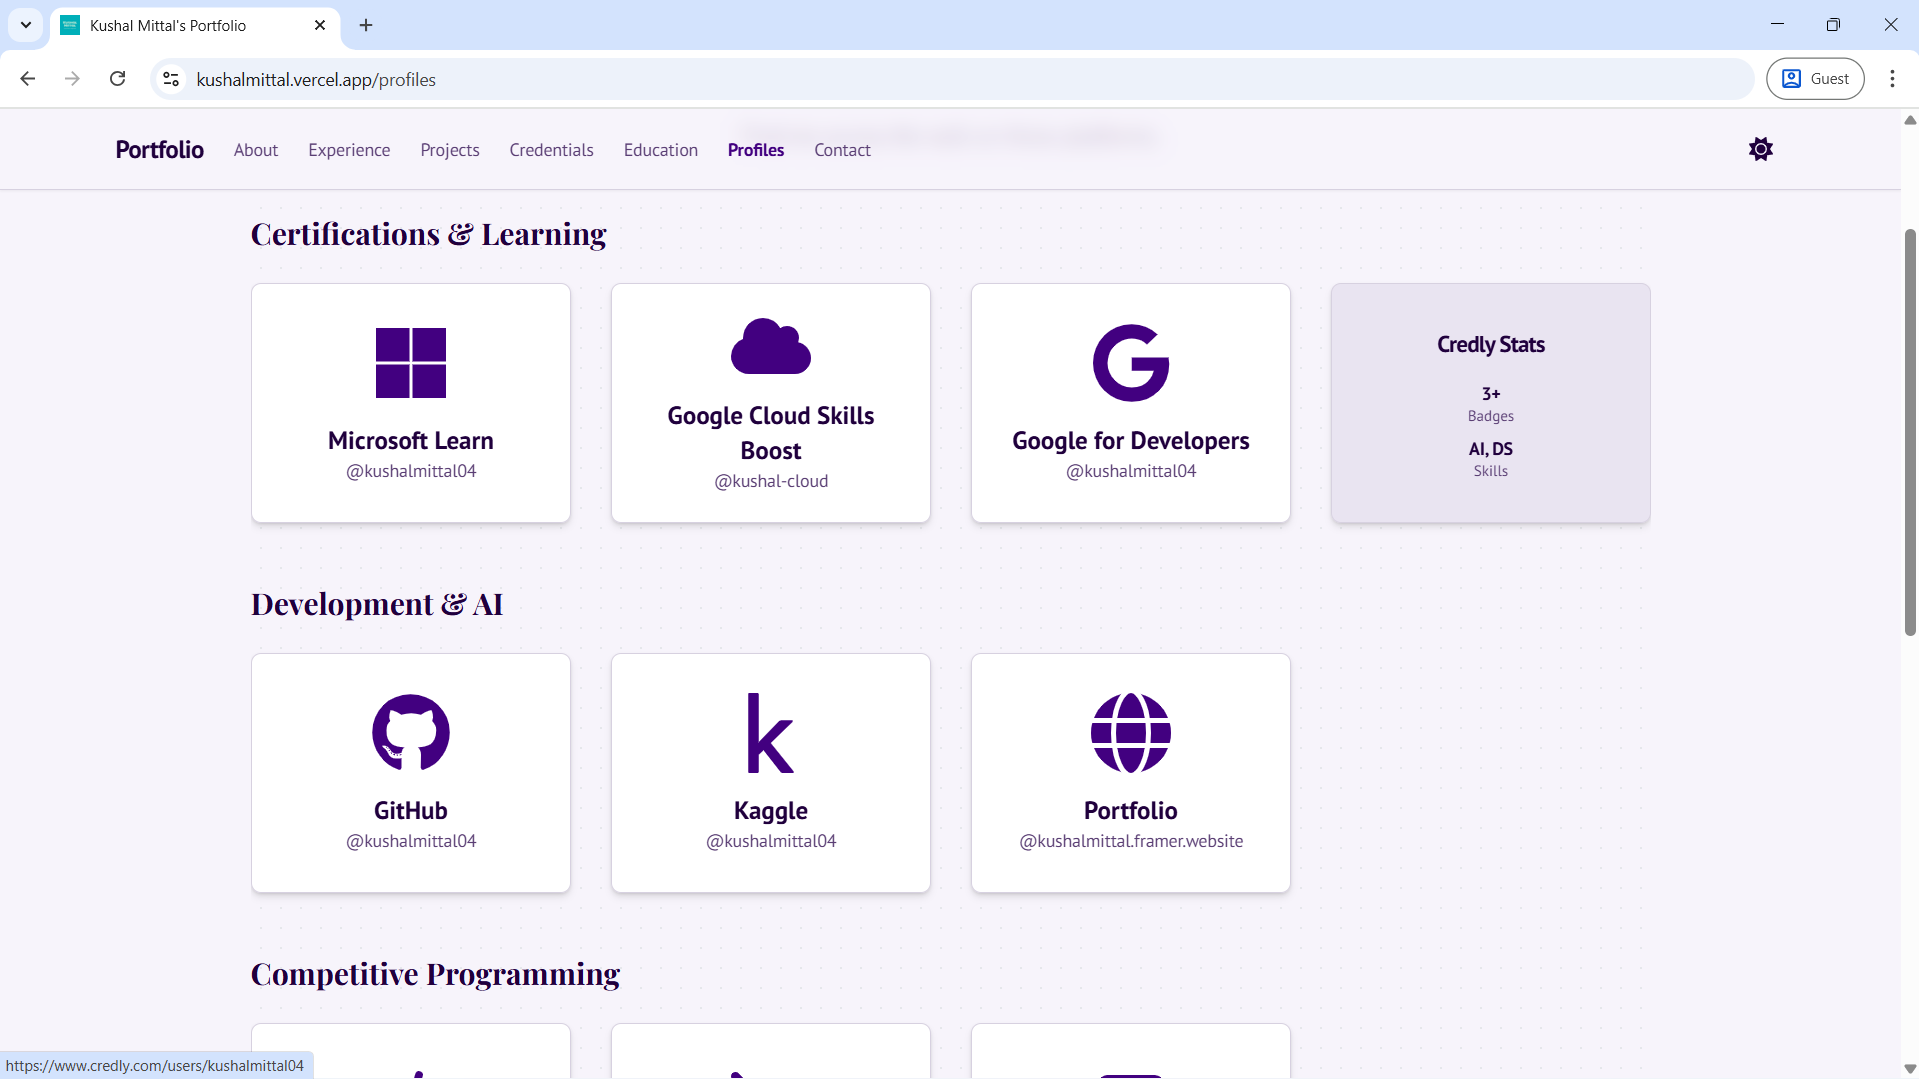 Kushal Mittal's Portfolio
kushalmittal.vercel.app/profiles
Guest
Portfolio
About
Experience
Projects
Credentials
Education
Profiles
Contact
Certifications & Learning
Microsoft Learn
@kushalmittal04
Google Cloud Skills
Boost
@kushal-cloud
Google for Developers
@kushalmittal04
Credly Stats
3+
Badges
AI, DS
Skills
Development & AI
GitHub
@kushalmittal04
Kaggle
@kushalmittal04
Portfolio
@kushalmittal.framer.website
Competitive Programming
https://www.credly.com/users/kushalmittal04